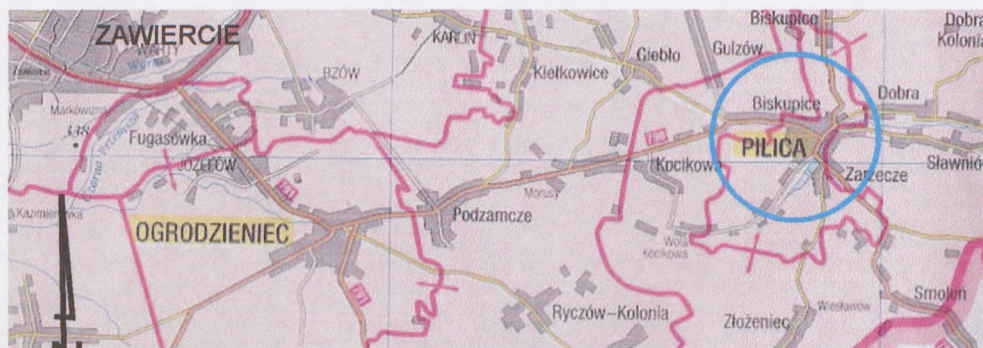 ZAWIERCIE
WARTY
KARLIN
Biskupice
Dobra
Kolonia
Giebło
Gulzów
BZÓW
Kiełkowice
Markowizna
338
Fugasówka
Biskupice
Dobra
JÓZEFÓW
Kocikowa
PILICA
Sławniów
Zarzecze
Morusy
OGRODZIENIEC
Podzamcze
Wola
Kocikowa
Ryczów–Kolonia
Złożeniec
Wiesławów
Smoleń